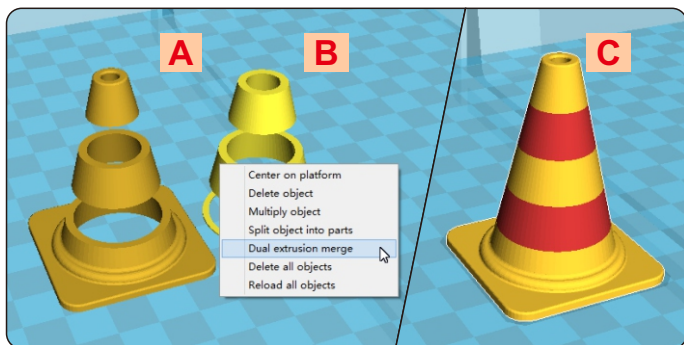 A
B
C
Center on platform
Delete object
Multiply object
Split object into parts
Dual extrusion merge
Delete all objects
Reload all objects